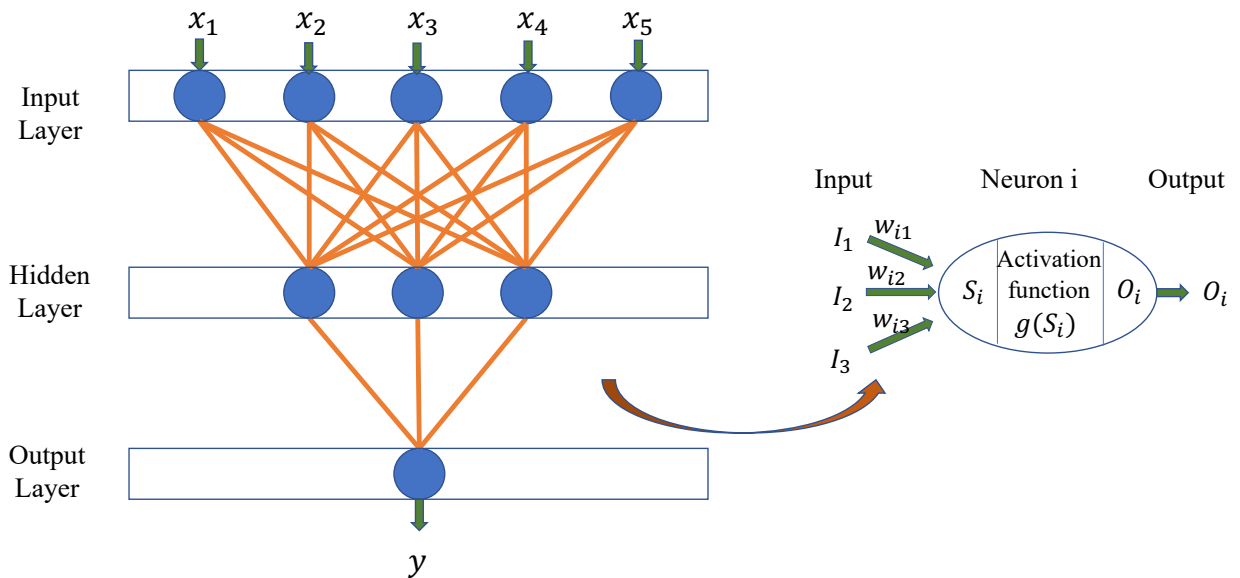 x₁ x₂ x₃ x₄ x₅
Input
Layer
Hidden
Layer
Output
Layer
y
Input Neuron i Output
I₁ wᵢ₁
I₂ wᵢ₂
I₃ wᵢ₃
Sᵢ
Activation
function
g(Sᵢ)
Oᵢ
Oᵢ